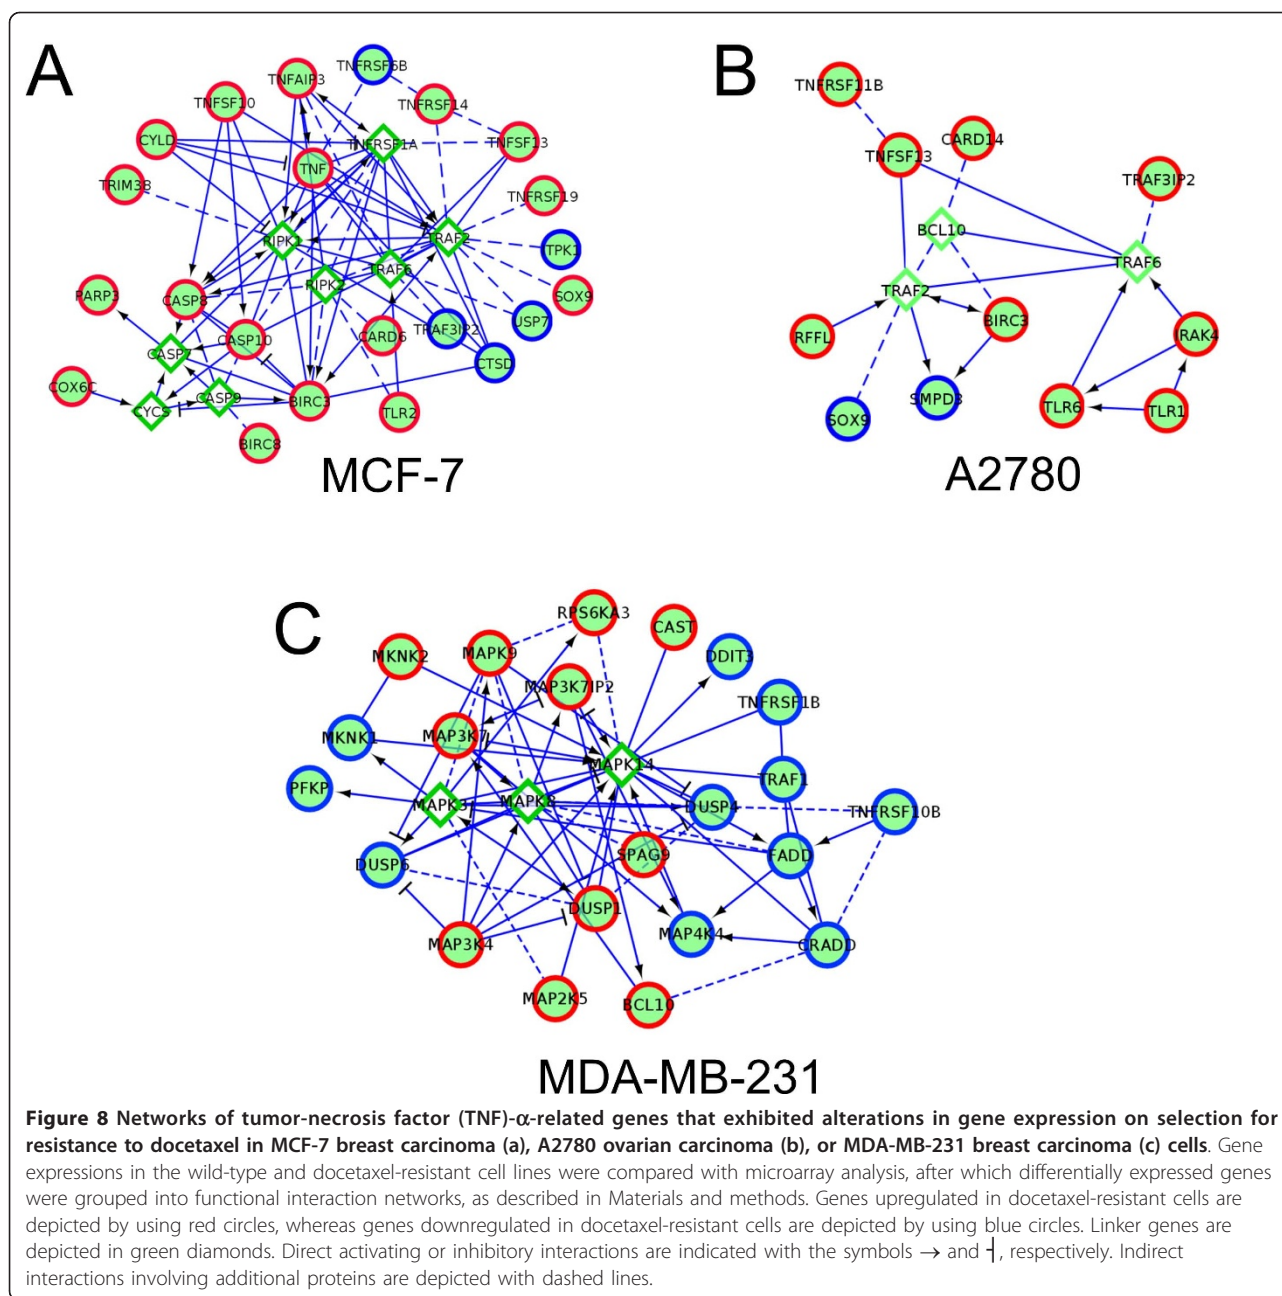 A
TNFRSF6B
TNFAIP3
TNFSF10
TNFRSF14
CYLD
TNFRSF1A
TNFSF13
TNF
TRIM38
TNFRSF19
RIPK1
TRAF2
TPK1
TRAF6
RIPK2
PARP3
CASP8
SOX9
USP7
TRAF3IP2
CARD6
CASP10
CASP7
CTSD
COX6C
CASP9
BIRC3
CYCS
TLR2
BIRC8
MCF-7
B
TNFRSF11B
CARD14
TNFSF13
TRAF3IP2
BCL10
TRAF6
TRAF2
BIRC3
RFFL
IRAK4
SMPD3
TLR6
TLR1
SOX9
A2780
C
RPS6KA3
CAST
MKNK2
MAPK9
DDIT3
MAP3K7IP2
TNFRSF1B
MKNK1
MAP3K7
MAPK14
TRAF1
PFKP
MAPK3
MAPK8
DUSP4
TNFRSF10B
DUSP6
SPAG9
FADD
DUSP1
MAP3K4
MAP4K4
CRADD
MAP2K5
BCL10
MDA-MB-231
Figure 8 Networks of tumor-necrosis factor (TNF)-α-related genes that exhibited alterations in gene expression on selection for
resistance to docetaxel in MCF-7 breast carcinoma (a), A2780 ovarian carcinoma (b), or MDA-MB-231 breast carcinoma (c) cells. Gene
expressions in the wild-type and docetaxel-resistant cell lines were compared with microarray analysis, after which differentially expressed genes
were grouped into functional interaction networks, as described in Materials and methods. Genes upregulated in docetaxel-resistant cells are
depicted by using red circles, whereas genes downregulated in docetaxel-resistant cells are depicted by using blue circles. Linker genes are
depicted in green diamonds. Direct activating or inhibitory interactions are indicated with the symbols → and ┤, respectively. Indirect
interactions involving additional proteins are depicted with dashed lines.